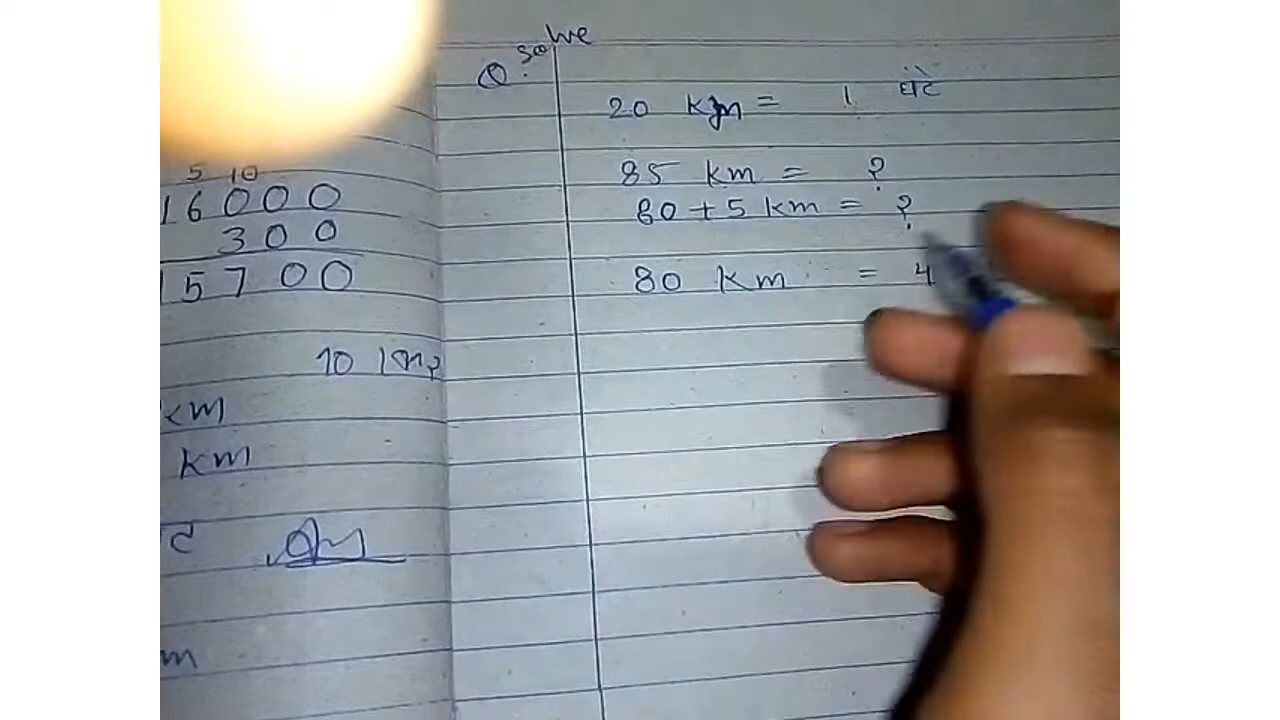 5 10
16000
300
15700
10 km
km
km
Q. solve
20 km = 1 घंटे
85 km = ?
80 + 5 km = ?
80 km = 4